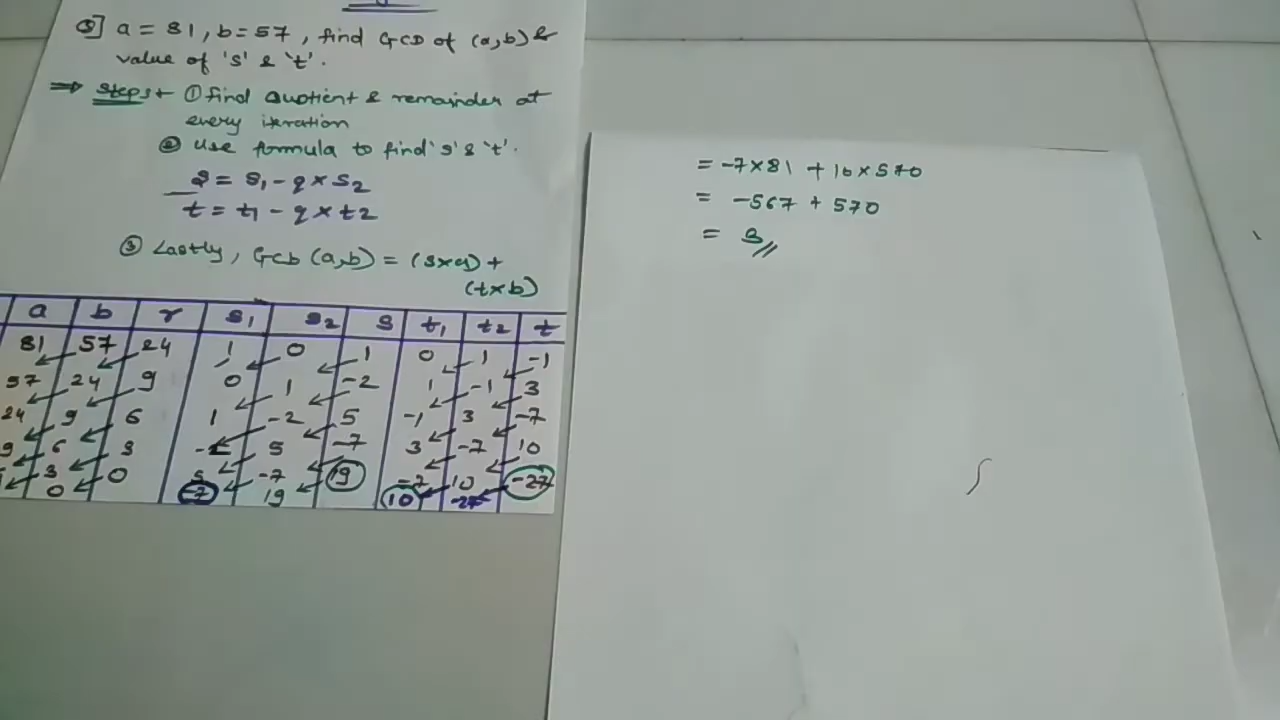 Q] a = 81, b = 57, find GCD of (a,b) &
value of 's' & 't'.
⇒ Steps+ ① find Quotient & remainder at
every iteration
② Use formula to find 's' & 't'.
S = S1 - q × S2
t = t1 - q × t2
③ Lastly, GCD (a,b) = (s×a) +
(t×b)
a b r S1 S2 S t1 t2 t
81 57 24 1 0 1 0 1 -1
57 24 9 0 1 -2 1 -1 3
24 9 6 1 -2 5 -1 3 -7
9 6 3 -2 5 -7 3 -7 10
3 0 5 -7 19 -7 10 -27
0 -7 19 10 -27
= -7×81 + 10×570
= -567 + 570
= 3